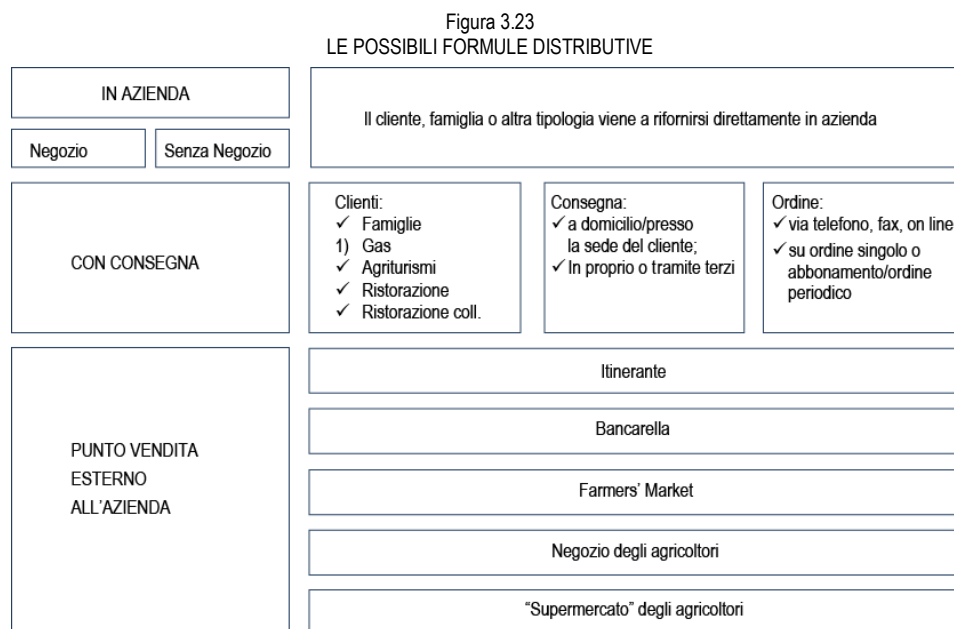 Figura 3.23
LE POSSIBILI FORMULE DISTRIBUTIVE
IN AZIENDA
Negozio
Senza Negozio
Il cliente, famiglia o altra tipologia viene a rifornirsi direttamente in azienda
CON CONSEGNA
Clienti:
✓ Famiglie
1) Gas
✓ Agriturismi
✓ Ristorazione
✓ Ristorazione coll.
Consegna:
✓ a domicilio/presso
la sede del cliente;
✓ In proprio o tramite terzi
Ordine:
✓ via telefono, fax, on line
✓ su ordine singolo o
abbonamento/ordine
periodico
PUNTO VENDITA
ESTERNO
ALL'AZIENDA
Itinerante
Bancarella
Farmers' Market
Negozio degli agricoltori
"Supermercato" degli agricoltori